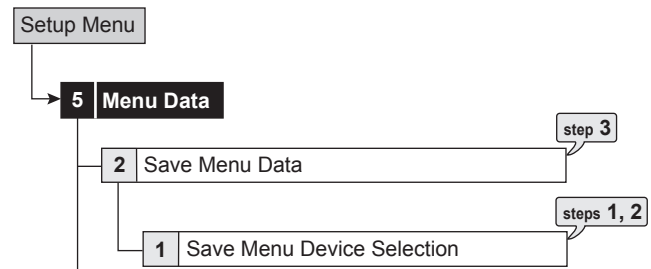 Setup Menu
5 Menu Data
step 3
2 Save Menu Data
steps 1, 2
1 Save Menu Device Selection